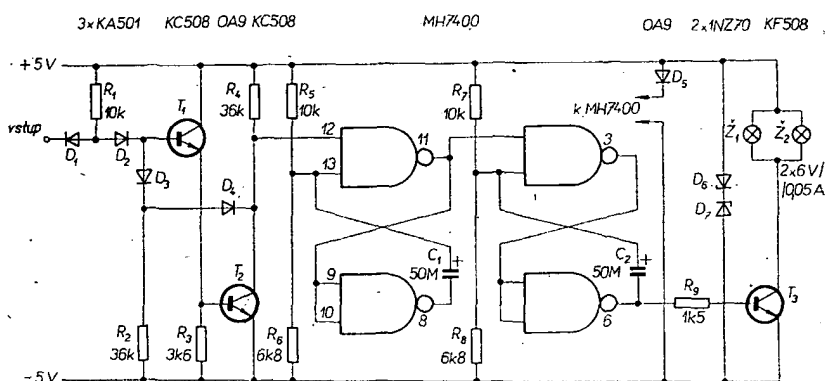 3×KA501 KC508 OA9 KC508 MH7400 OA9 2×1NZ70 KF508
+5V
R1
10k
T1
R4
36k
R5
10k
R7
10k
D5
vstup
D1
D2
D3
D4
12
13
11
3
k MH7400
Ž1
Ž2
2×6V/
/0,05A
D6
D7
T2
C1
+
50M
C2
+
50M
9
10
8
6
R9
1k5
T3
R2
36k
R3
3k6
R6
6k8
R8
6k8
-5V